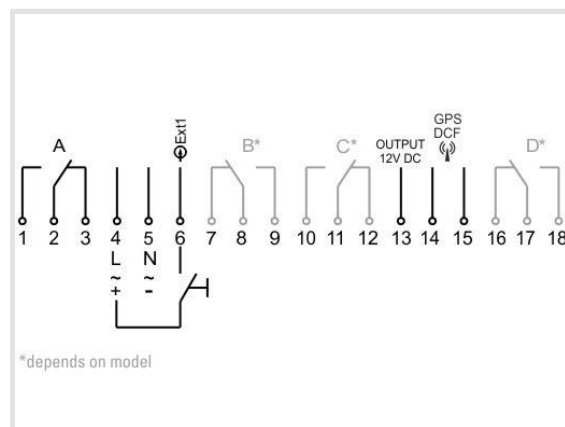 A
Ext1
B*
C*
OUTPUT
12V DC
GPS
DCF
D*
1 2 3 4 5 6 7 8 9 10 11 12 13 14 15 16 17 18
L N
~ ~
+ -
*depends on model